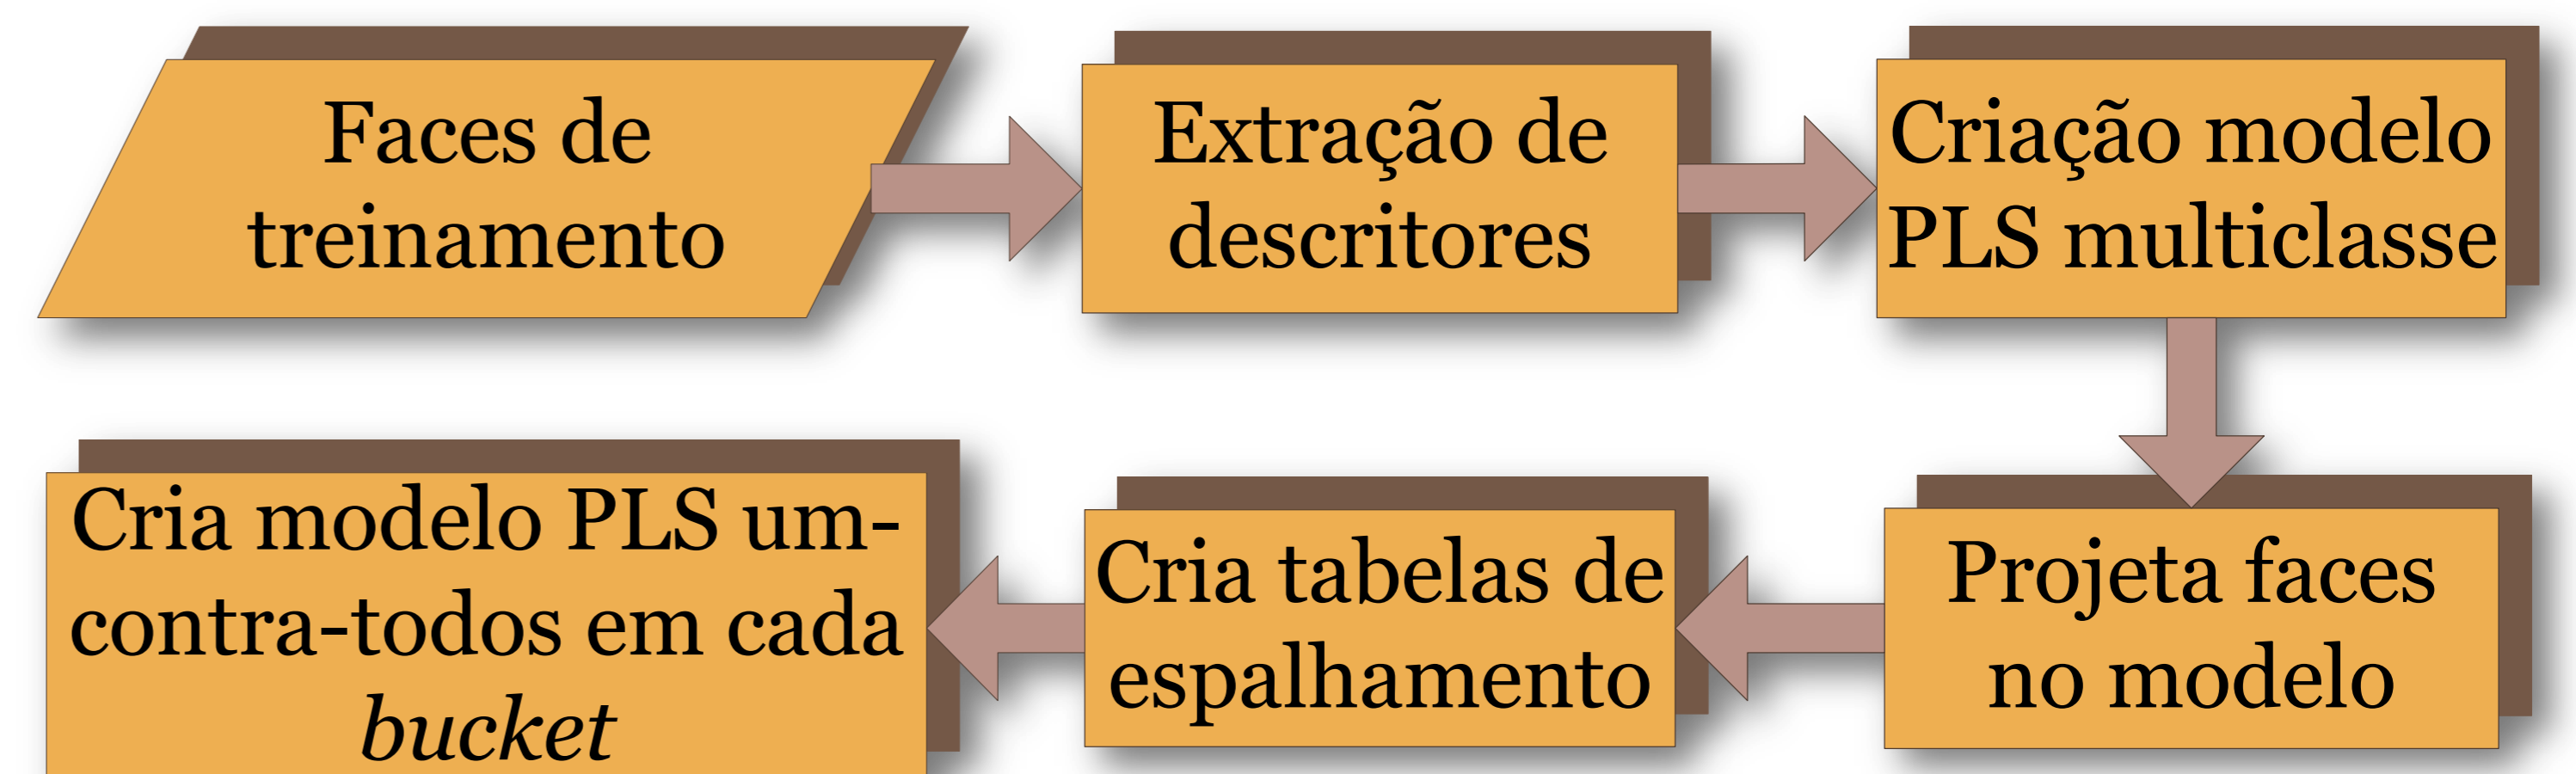 Faces de
treinamento
Extração de
descritores
Criação modelo
PLS multiclasse
Projeta faces
no modelo
Cria tabelas de
espalhamento
Cria modelo PLS um-
contra-todos em cada
bucket